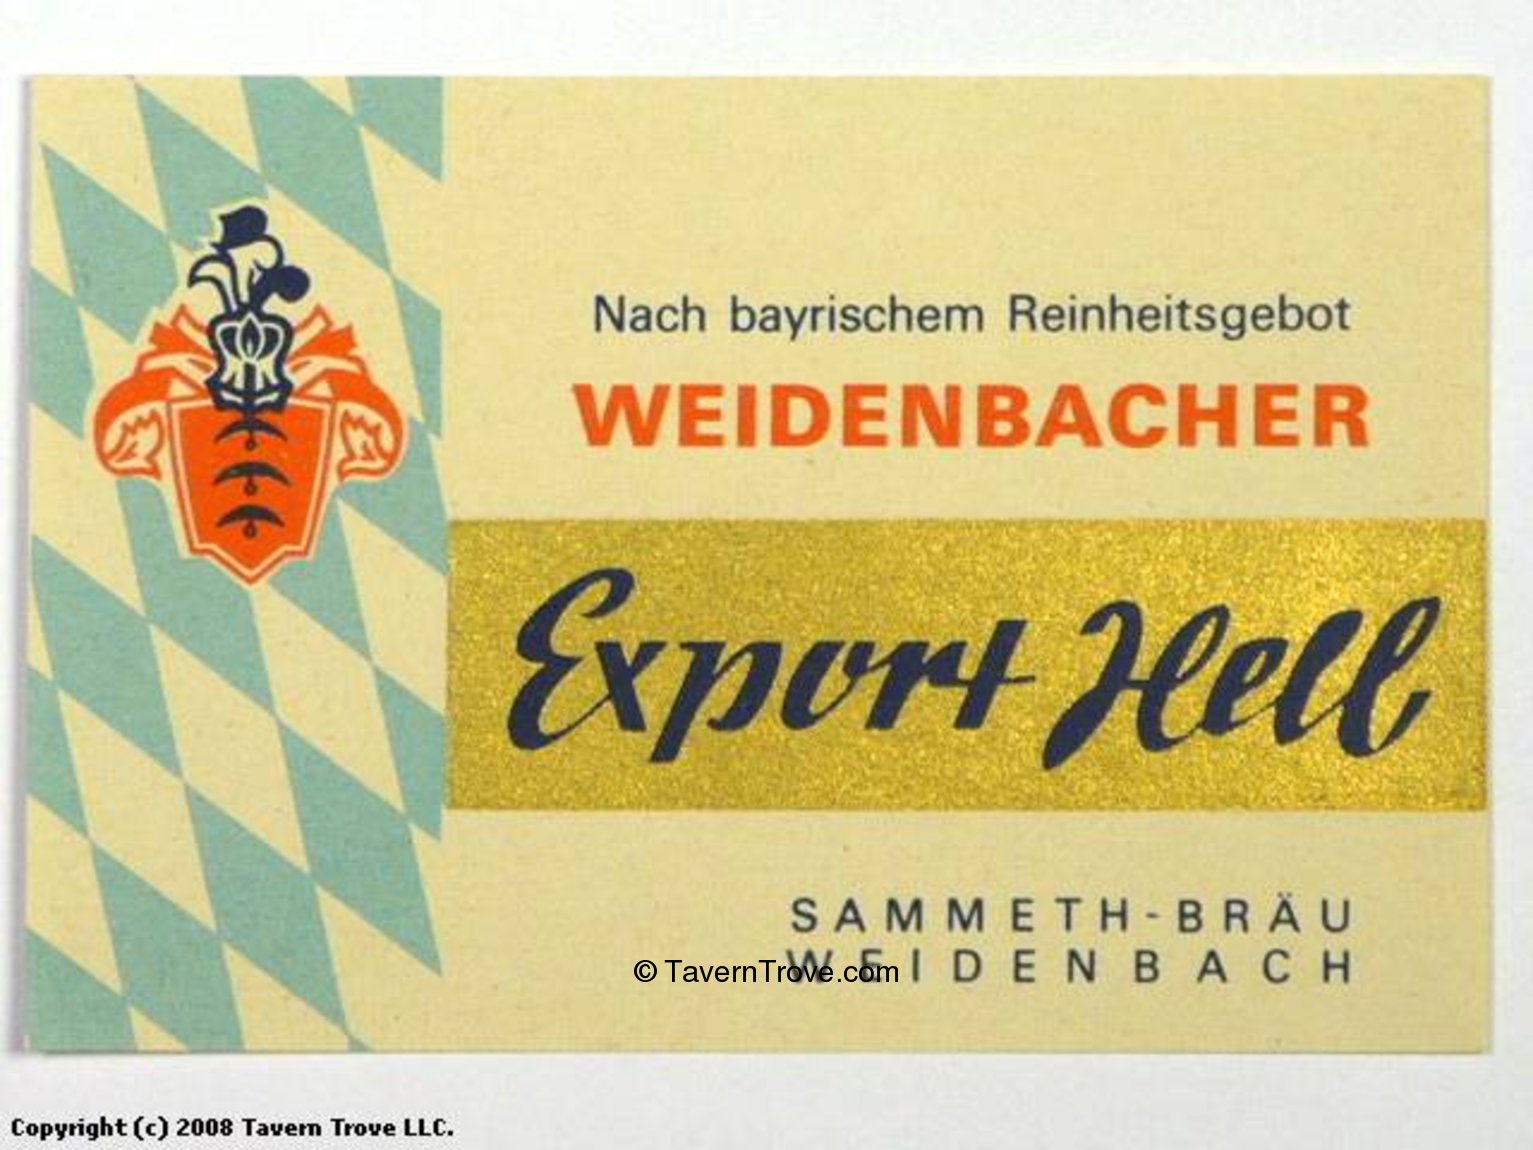 Nach bayrischem Reinheitsgebot
WEIDENBACHER
Export Hell
SAMMETH-BRÄU
WEIDENBACH
© TavernTrove.com
Copyright (c) 2008 Tavern Trove LLC.